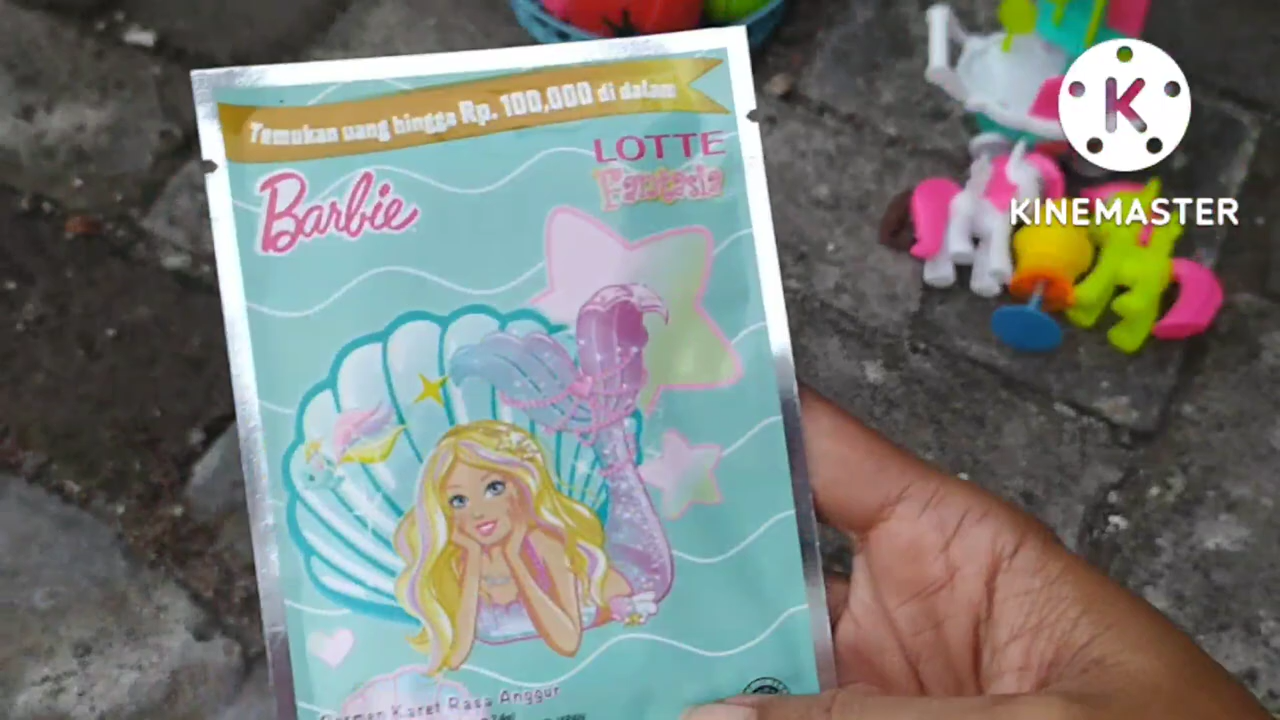 Temukan uang hingga Rp. 100,000 di dalam
LOTTE
Fantasia
Barbie
K
KINEMASTER
Permen Karet Rasa Anggur